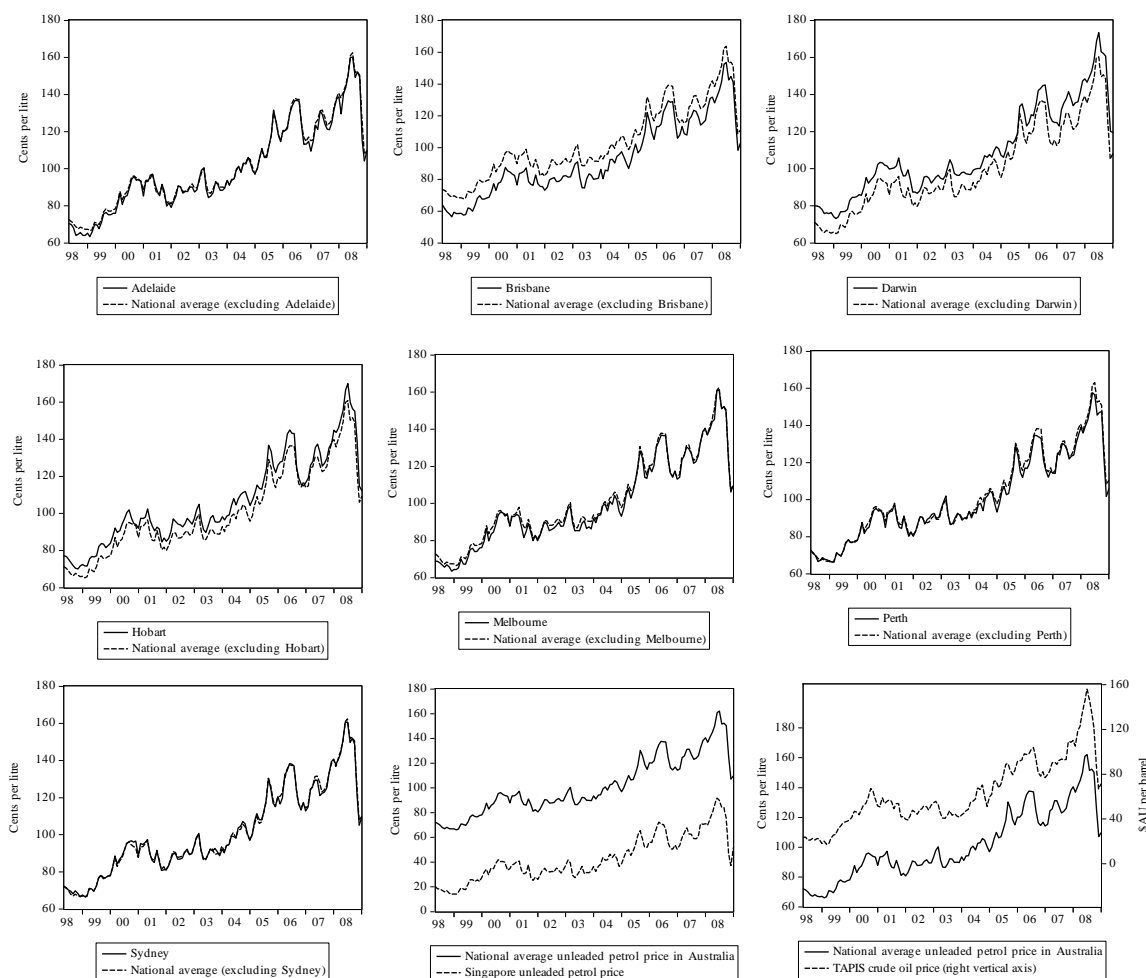 180
160
140
120
100
80
60
Cents per litre
98 99 00 01 02 03 04 05 06 07 08
Adelaide
National average (excluding Adelaide)
180
160
140
120
100
80
60
40
Cents per litre
98 99 00 01 02 03 04 05 06 07 08
Brisbane
National average (excluding Brisbane)
180
160
140
120
100
80
60
Cents per litre
98 99 00 01 02 03 04 05 06 07 08
Darwin
National average (excluding Darwin)
180
160
140
120
100
80
60
Cents per litre
98 99 00 01 02 03 04 05 06 07 08
Hobart
National average (excluding Hobart)
180
160
140
120
100
80
60
Cents per litre
98 99 00 01 02 03 04 05 06 07 08
Melbourne
National average (excluding Melbourne)
180
160
140
120
100
80
60
Cents per litre
98 99 00 01 02 03 04 05 06 07 08
Perth
National average (excluding Perth)
180
160
140
120
100
80
60
Cents per litre
98 99 00 01 02 03 04 05 06 07 08
Sydney
National average (excluding Sydney)
180
160
140
120
100
80
60
40
20
0
Cents per litre
98 99 00 01 02 03 04 05 06 07 08
National average unleaded petrol price in Australia
Singapore unleaded petrol price
180
160
140
120
100
80
60
Cents per litre
160
120
80
40
0
$AU per barrel
98 99 00 01 02 03 04 05 06 07 08
National average unleaded petrol price in Australia
TAPIS crude oil price (right vertical axis)